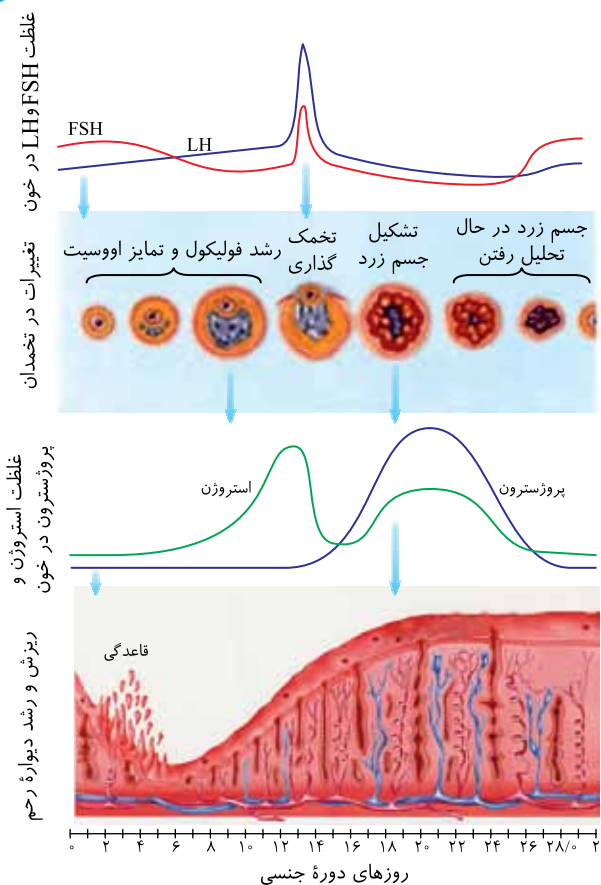 غلظت FSH و LH در خون
FSH
LH
تغییرات در تخمدان
رشد فولیکول و تمایز اووسیت
تخمک
گذاری
تشکیل
جسم زرد
جسم زرد در حال
تحلیل رفتن
غلظت استروژن و
پروژسترون در خون
استروژن
پروژسترون
ریزش و رشد دیوارهٔ رحم
قاعدگی
۰ ۲ ۴ ۶ ۸ ۱۰ ۱۲ ۱۴ ۱۶ ۱۸ ۲۰ ۲۲ ۲۴ ۲۶ ۲۸/۰ ۲
روزهای دورهٔ جنسی